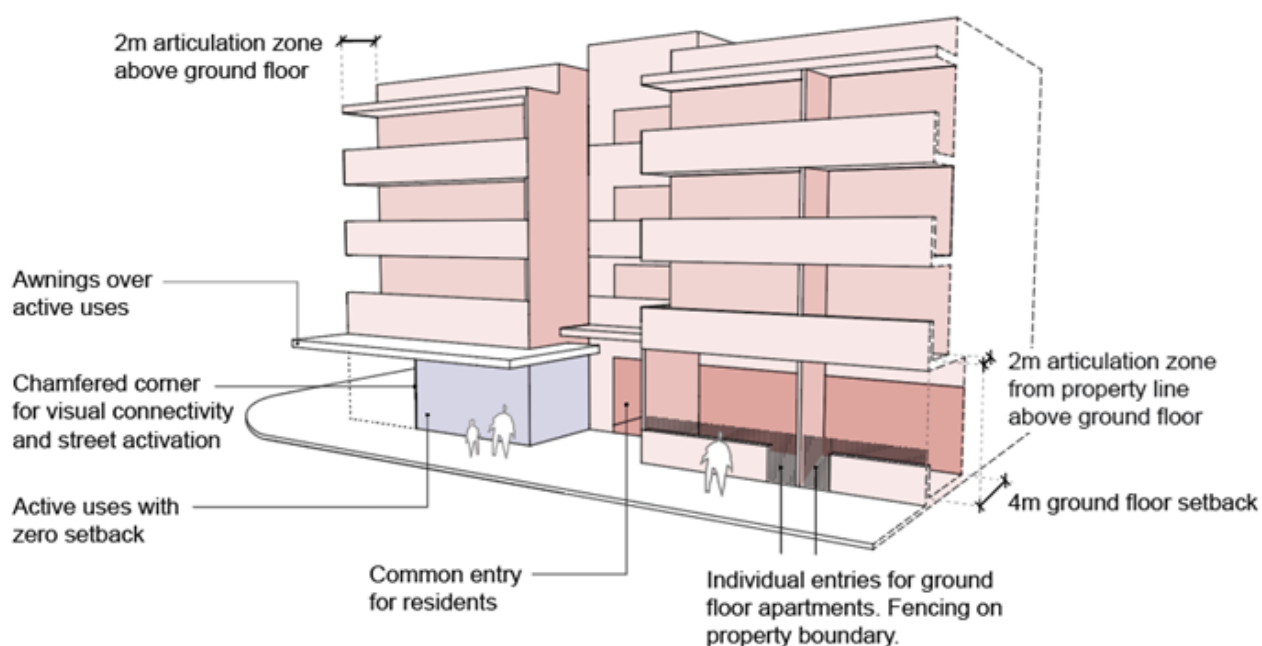 2m articulation zone
above ground floor
Awnings over
active uses
Chamfered corner
for visual connectivity
and street activation
Active uses with
zero setback
Common entry
for residents
Individual entries for ground
floor apartments. Fencing on
property boundary.
2m articulation zone
from property line
above ground floor
4m ground floor setback